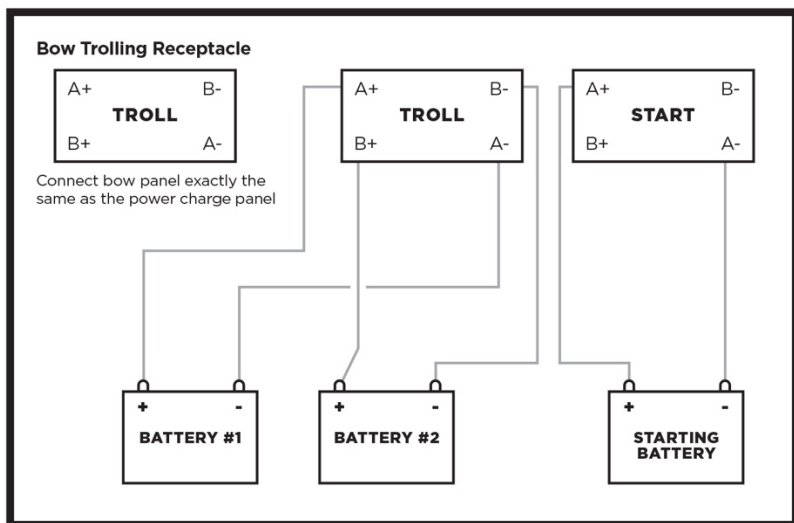 Bow Trolling Receptacle
A+ B-
TROLL
B+ A-
Connect bow panel exactly the
same as the power charge panel
A+ B-
TROLL
B+ A-
A+ B-
START
B+ A-
+ -
BATTERY #1
+ -
BATTERY #2
+ -
STARTING
BATTERY